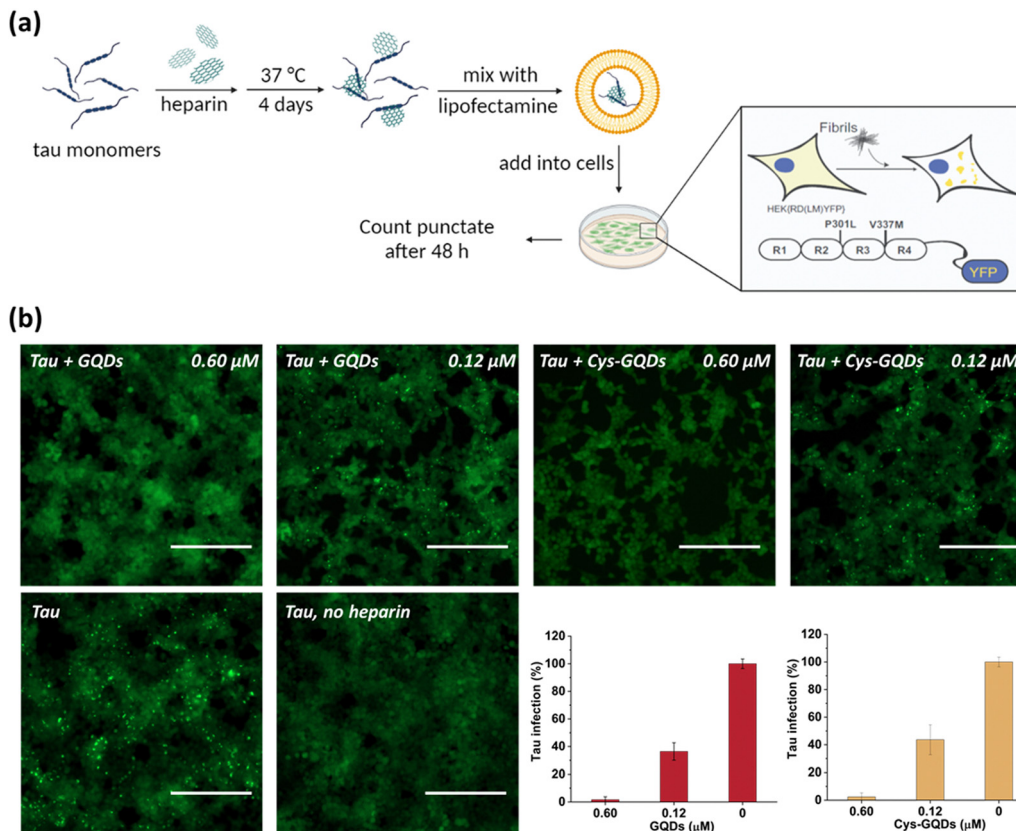 (a)
tau monomers
heparin
37 °C
4 days
mix with
lipofectamine
add into cells
Count punctate
after 48 h
Fibrils
HEK{RD(LM)YFP}
P301L V337M
R1 R2 R3 R4
YFP
(b)
Tau + GQDs 0.60 µM
Tau + GQDs 0.12 µM
Tau + Cys-GQDs 0.60 µM
Tau + Cys-GQDs 0.12 µM
Tau
Tau, no heparin
Tau infection (%)
120
100
80
60
40
20
0
0.60 0.12 0
GQDs (µM)
Tau infection (%)
120
100
80
60
40
20
0
0.60 0.12 0
Cys-GQDs (µM)